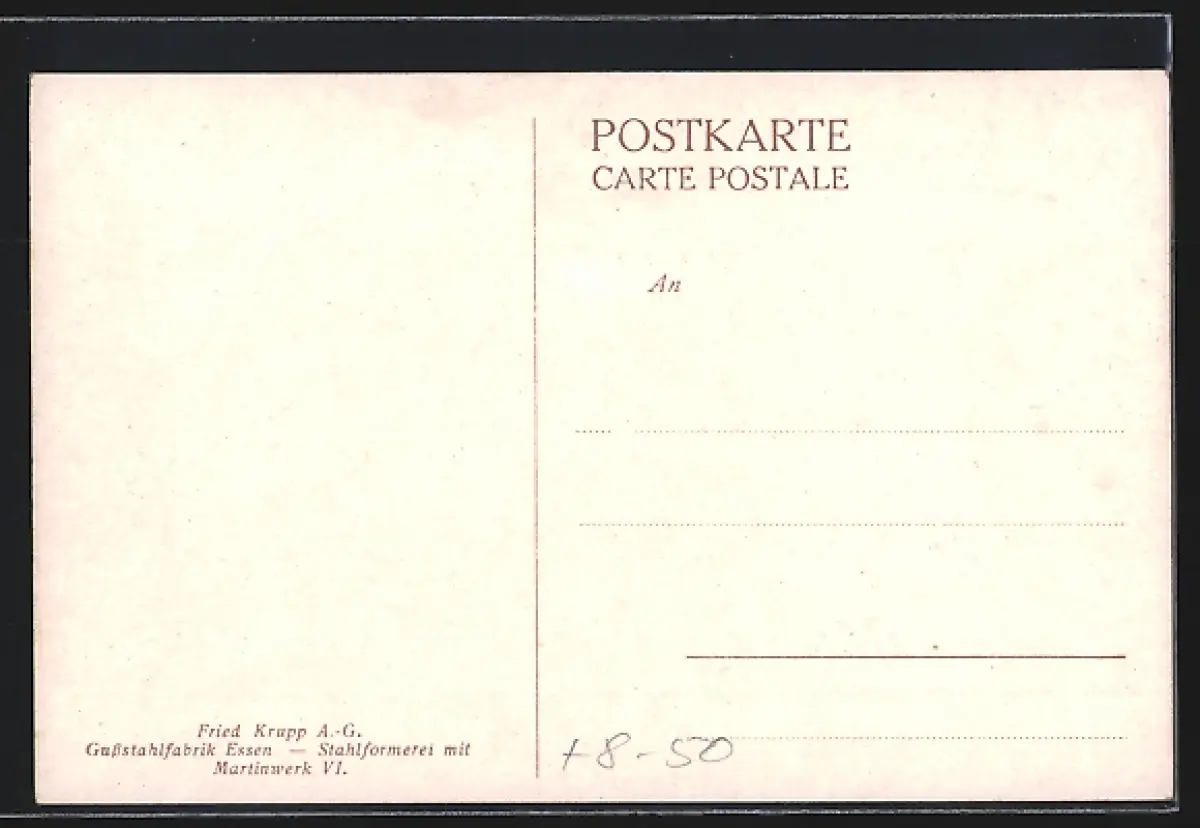 POSTKARTE
CARTE POSTALE
An
Fried Krupp A.-G.
Gußstahlfabrik Essen — Stahlformerei mit
Martinwerk VI.
+8-50